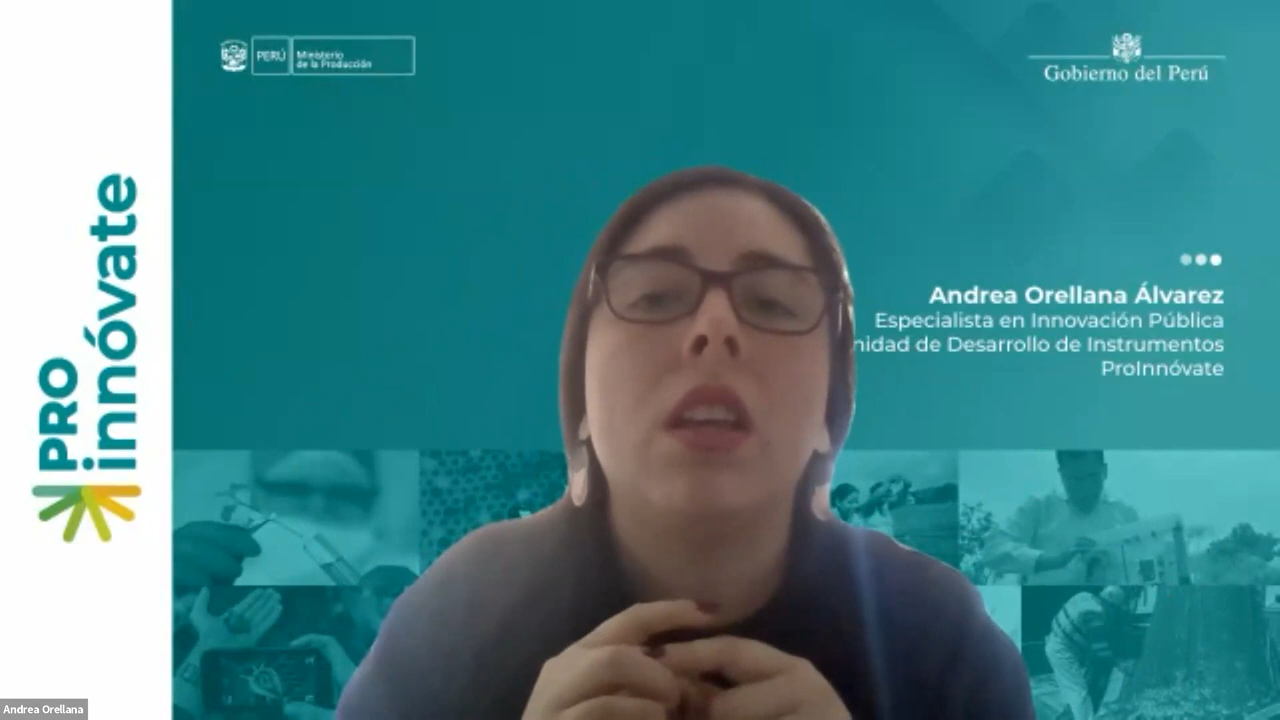 PERÚ
Ministerio
de la Producción
Gobierno del Perú
PRO
innóvate
Andrea Orellana Álvarez
Especialista en Innovación Pública
nidad de Desarrollo de Instrumentos
ProInnóvate
Andrea Orellana